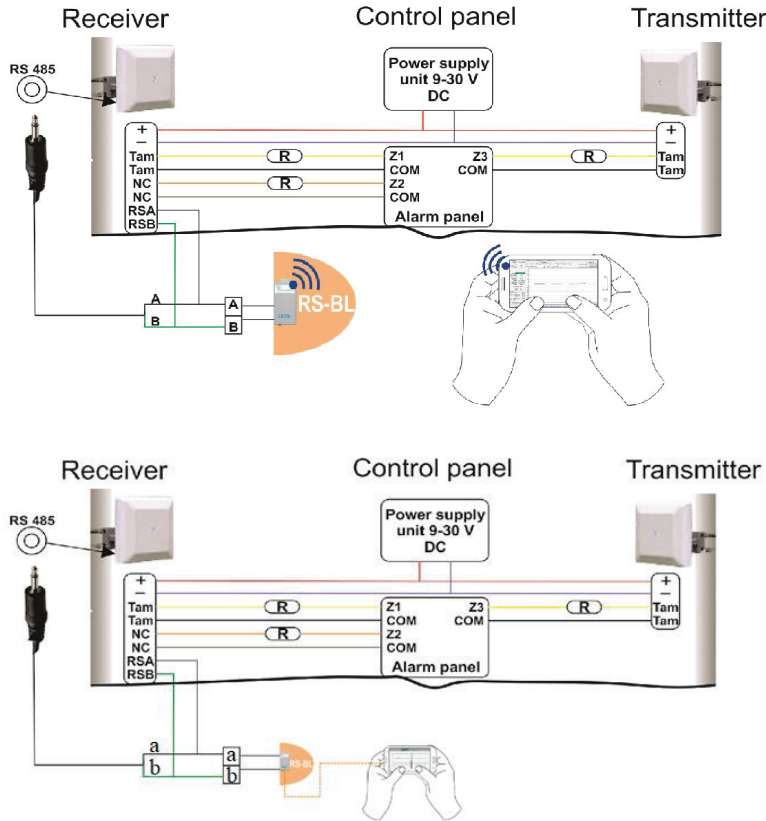 Receiver
Control panel
Transmitter
RS 485
Power supply
unit 9-30 V
DC
+
+
–
–
Tam
R
Z1
Z3
R
Tam
Tam
COM
COM
Tam
NC
R
Z2
NC
COM
RSA
Alarm panel
RSB
A
A
B
B
RS-BL
Receiver
Control panel
Transmitter
RS 485
Power supply
unit 9-30 V
DC
+
+
–
–
Tam
R
Z1
Z3
R
Tam
Tam
COM
COM
Tam
NC
R
Z2
NC
COM
RSA
Alarm panel
RSB
a
a
b
b
RS-BL